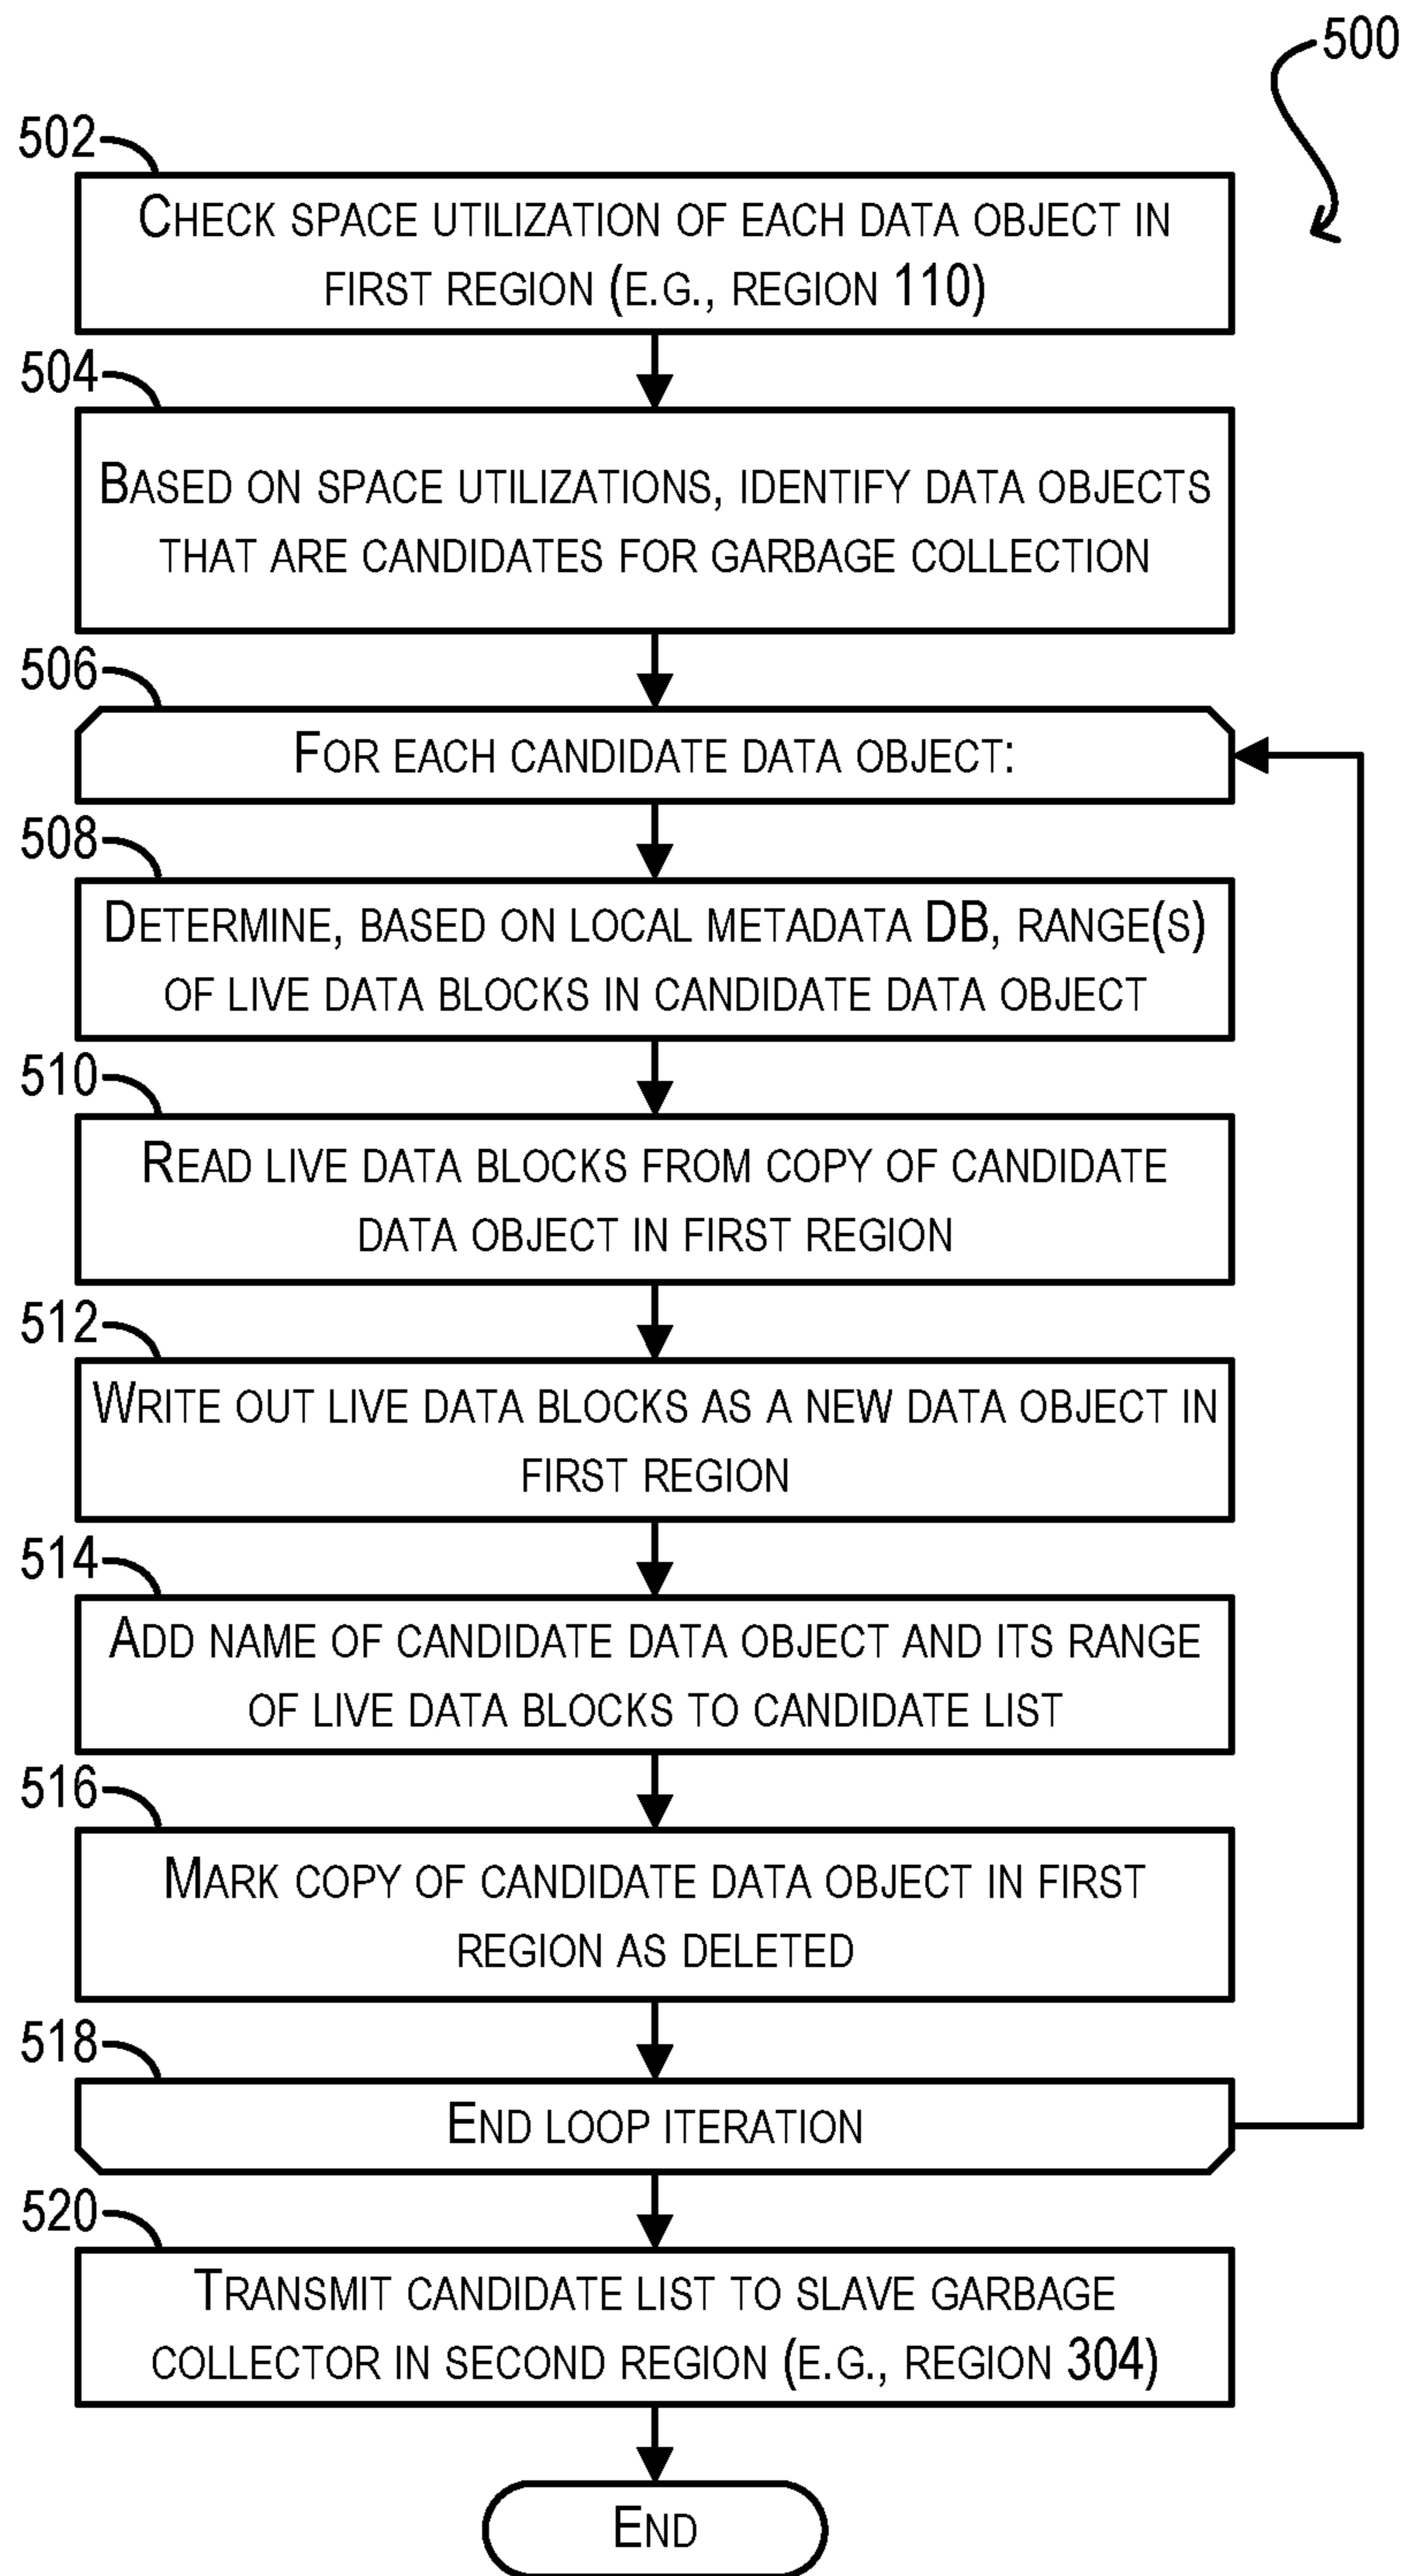 500
502
CHECK SPACE UTILIZATION OF EACH DATA OBJECT IN
FIRST REGION (E.G., REGION 110)
504
BASED ON SPACE UTILIZATIONS, IDENTIFY DATA OBJECTS
THAT ARE CANDIDATES FOR GARBAGE COLLECTION
506
FOR EACH CANDIDATE DATA OBJECT:
508
DETERMINE, BASED ON LOCAL METADATA DB, RANGE(S)
OF LIVE DATA BLOCKS IN CANDIDATE DATA OBJECT
510
READ LIVE DATA BLOCKS FROM COPY OF CANDIDATE
DATA OBJECT IN FIRST REGION
512
WRITE OUT LIVE DATA BLOCKS AS A NEW DATA OBJECT IN
FIRST REGION
514
ADD NAME OF CANDIDATE DATA OBJECT AND ITS RANGE
OF LIVE DATA BLOCKS TO CANDIDATE LIST
516
MARK COPY OF CANDIDATE DATA OBJECT IN FIRST
REGION AS DELETED
518
END LOOP ITERATION
520
TRANSMIT CANDIDATE LIST TO SLAVE GARBAGE
COLLECTOR IN SECOND REGION (E.G., REGION 304)
END